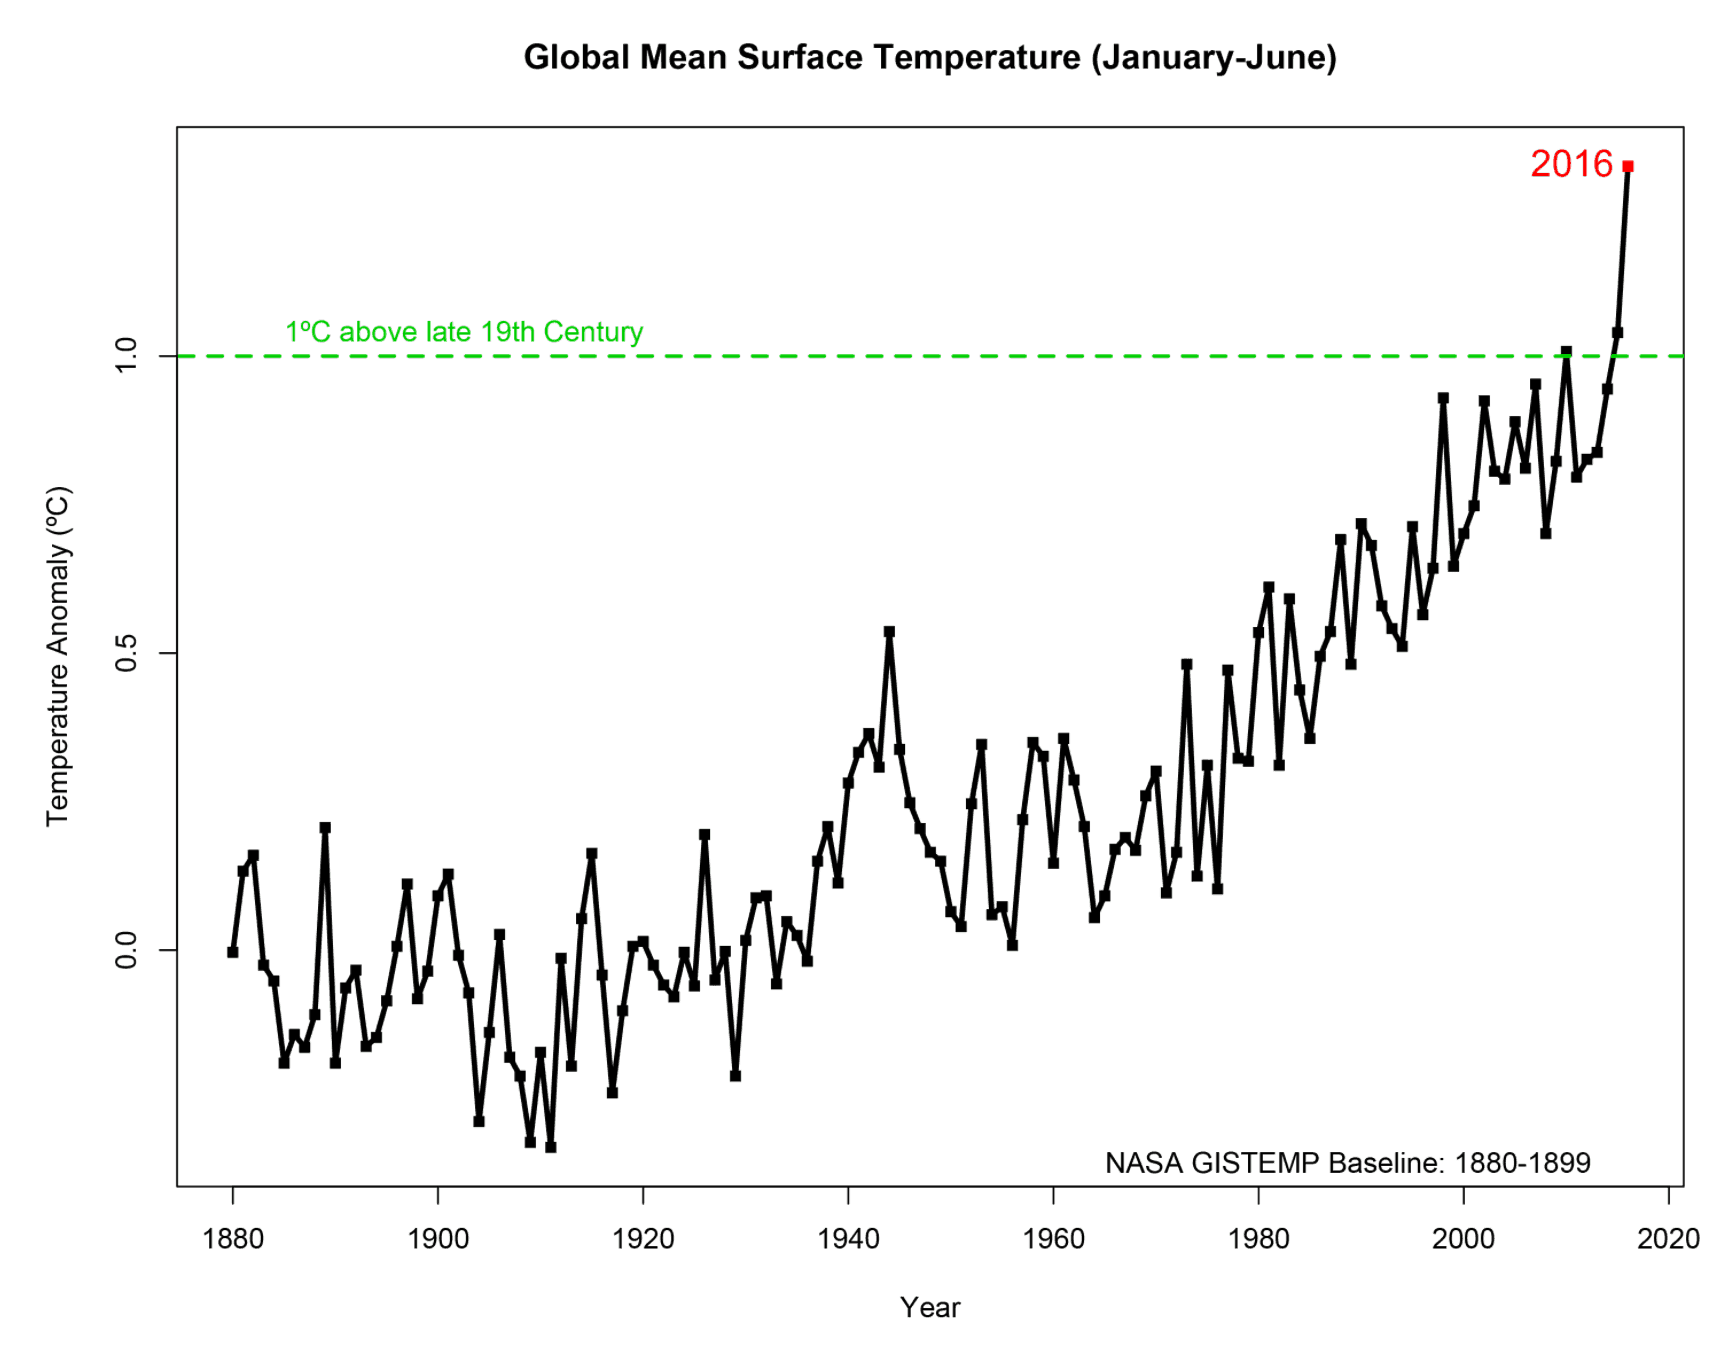 Global Mean Surface Temperature (January-June)
2016
1ºC above late 19th Century
1.0
0.5
0.0
Temperature Anomaly (ºC)
NASA GISTEMP Baseline: 1880-1899
1880 1900 1920 1940 1960 1980 2000 2020
Year